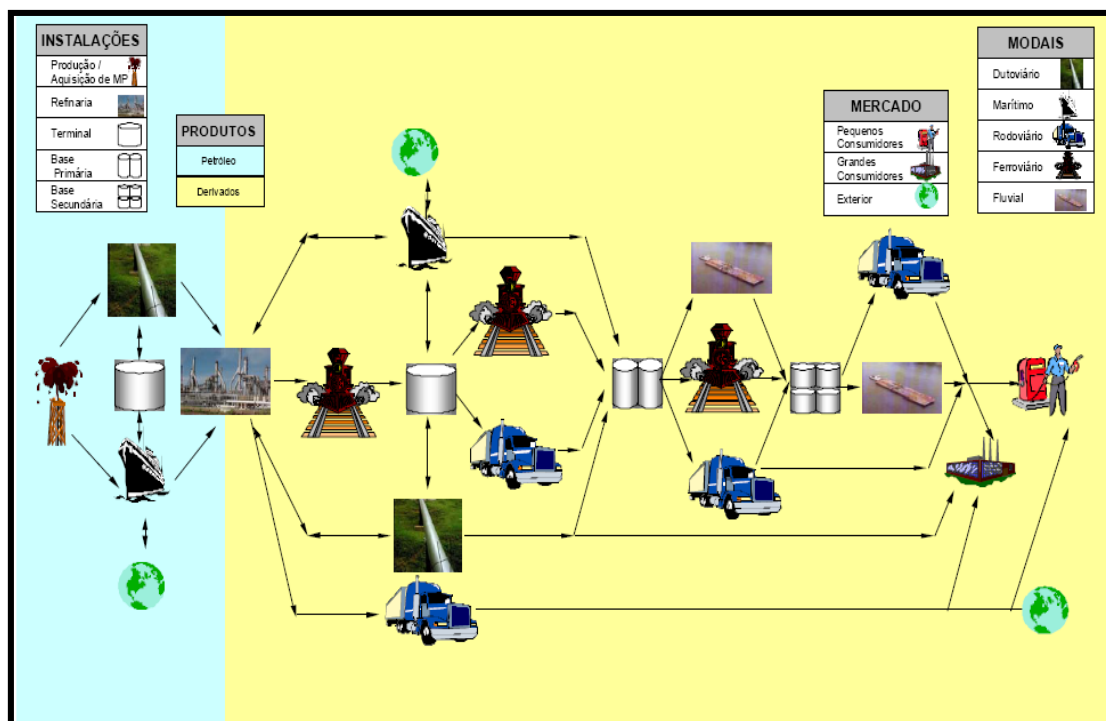 INSTALAÇÕES
Produção /
Aquisição de MP
Refinaria
Terminal
Base
Primária
Base
Secundária
PRODUTOS
Petróleo
Derivados
MERCADO
Pequenos
Consumidores
Grandes
Consumidores
Exterior
MODAIS
Dutoviário
Marítimo
Rodoviário
Ferroviário
Fluvial